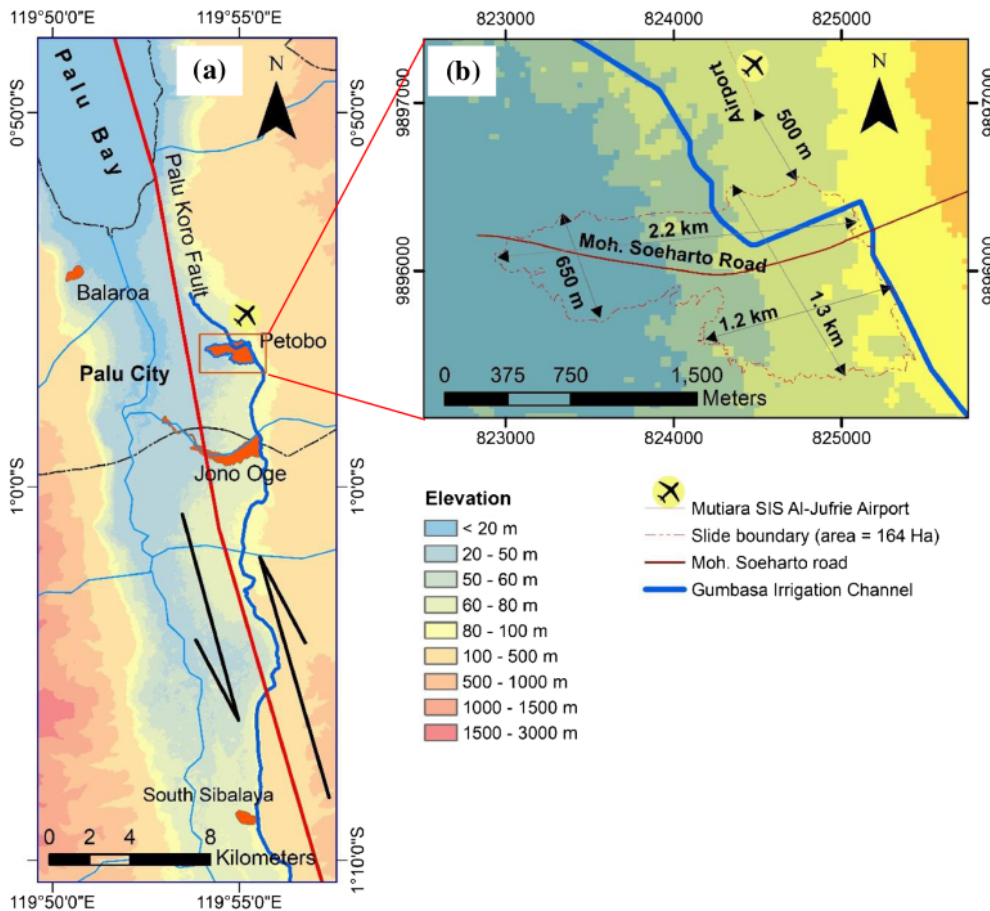 119°50'0"E
119°55'0"E
(a)
N
Palu Bay
0°50'0"S
Palu Koro Fault
Balaroa
Petobo
Palu City
Jono Oge
1°0'0"S
South Sibalaya
0 2 4 8
Kilometers
1°10'0"S
119°50'0"E
119°55'0"E
823000
824000
825000
(b)
N
Airport
500 m
9897000
9897000
2.2 km
Moh. Soeharto Road
650 m
9896000
9896000
1.2 km
1.3 km
0 375 750 1,500
Meters
823000
824000
825000
Elevation
< 20 m
20 - 50 m
50 - 60 m
60 - 80 m
80 - 100 m
100 - 500 m
500 - 1000 m
1000 - 1500 m
1500 - 3000 m
Mutiara SIS Al-Jufrie Airport
Slide boundary (area = 164 Ha)
Moh. Soeharto road
Gumbasa Irrigation Channel
0°50'0"S
1°0'0"S
1°10'0"S